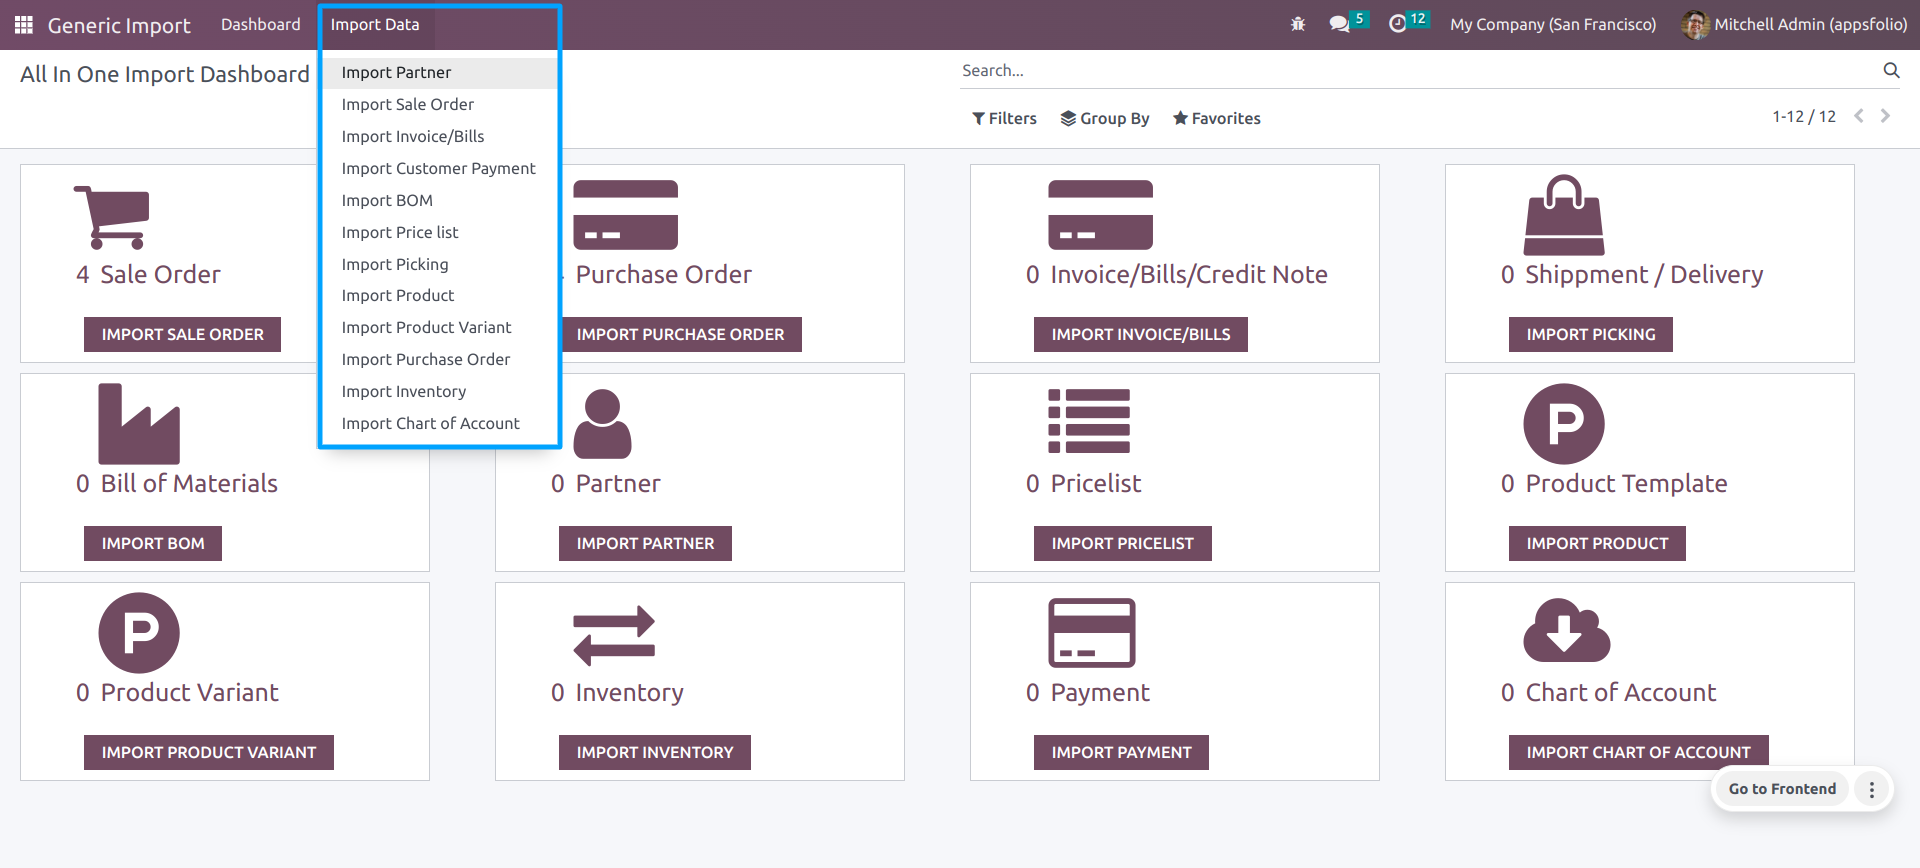 Generic Import
Dashboard
Import Data
5
12
My Company (San Francisco)
Mitchell Admin (appsfolio)
All In One Import Dashboard
Search...
Filters
Group By
Favorites
1-12 / 12
Import Partner
Import Sale Order
Import Invoice/Bills
Import Customer Payment
Import BOM
Import Price list
Import Picking
Import Product
Import Product Variant
Import Purchase Order
Import Inventory
Import Chart of Account
4 Sale Order
IMPORT SALE ORDER
Purchase Order
IMPORT PURCHASE ORDER
0 Invoice/Bills/Credit Note
IMPORT INVOICE/BILLS
0 Shippment / Delivery
IMPORT PICKING
0 Bill of Materials
IMPORT BOM
0 Partner
IMPORT PARTNER
0 Pricelist
IMPORT PRICELIST
P
0 Product Template
IMPORT PRODUCT
P
0 Product Variant
IMPORT PRODUCT VARIANT
0 Inventory
IMPORT INVENTORY
0 Payment
IMPORT PAYMENT
0 Chart of Account
IMPORT CHART OF ACCOUNT
Go to Frontend